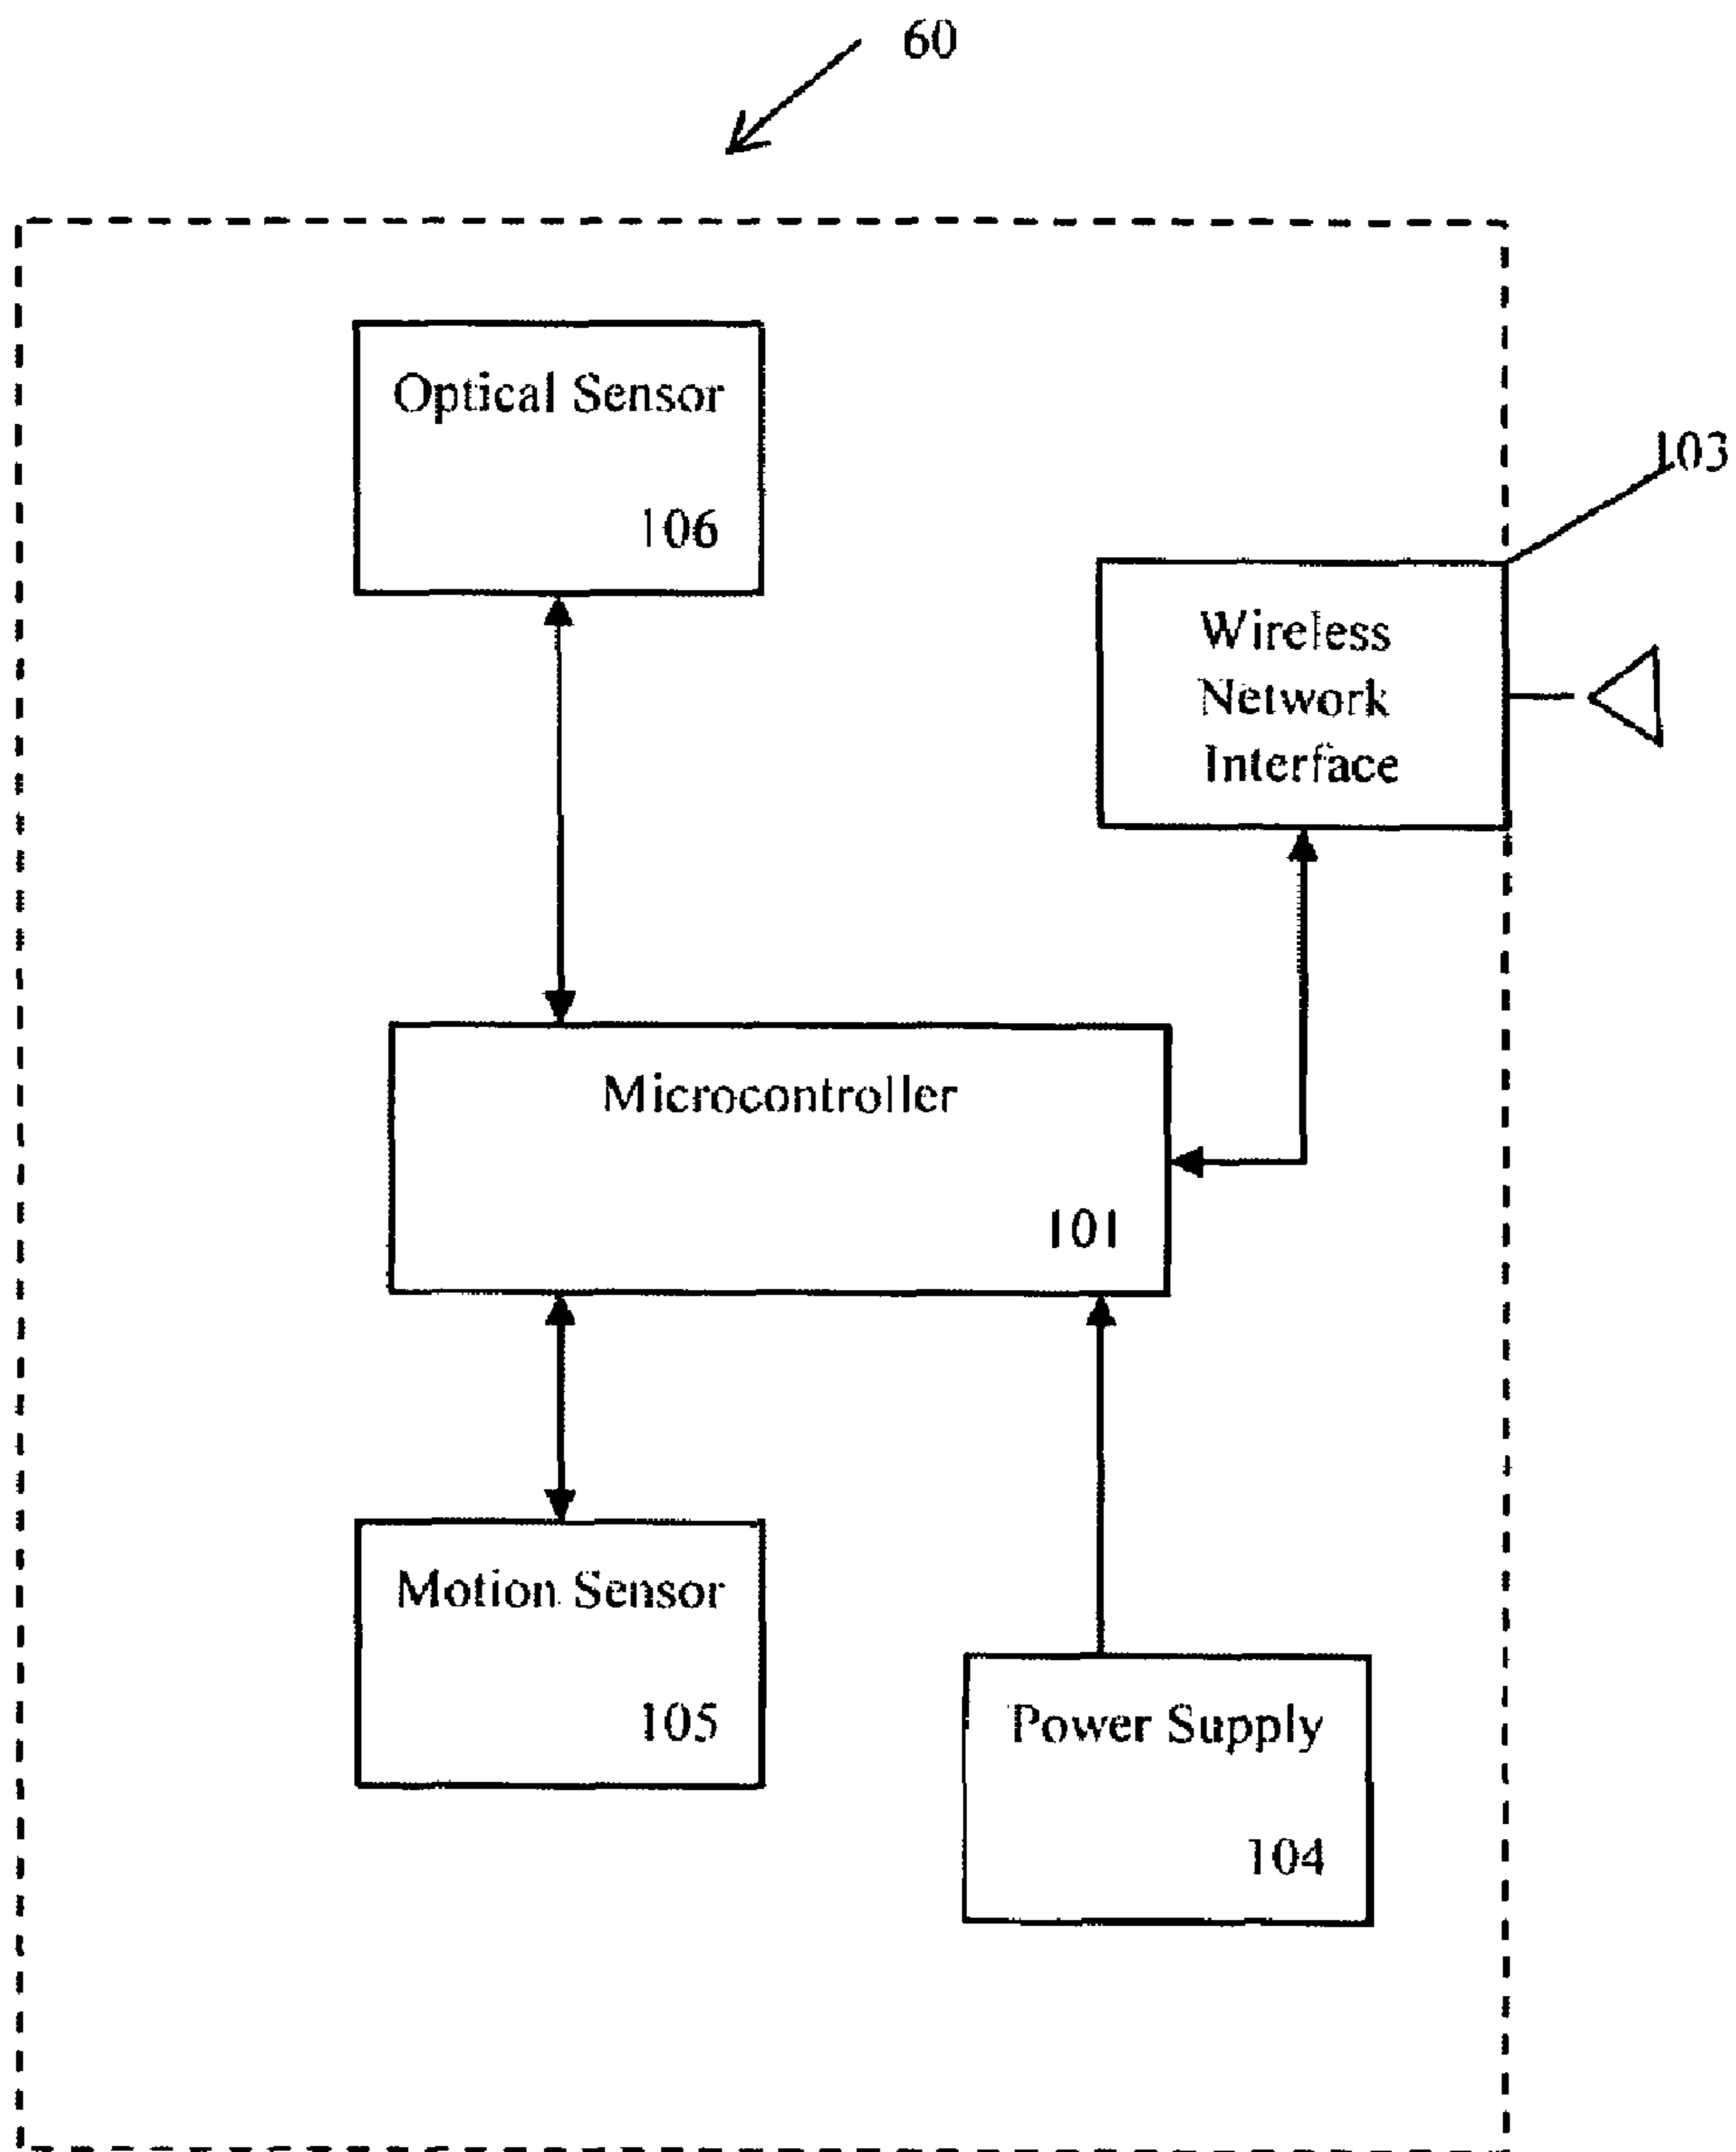 60
Optical Sensor
106
103
Wireless
Network
Interface
Microcontroller
101
Motion Sensor
105
Power Supply
104